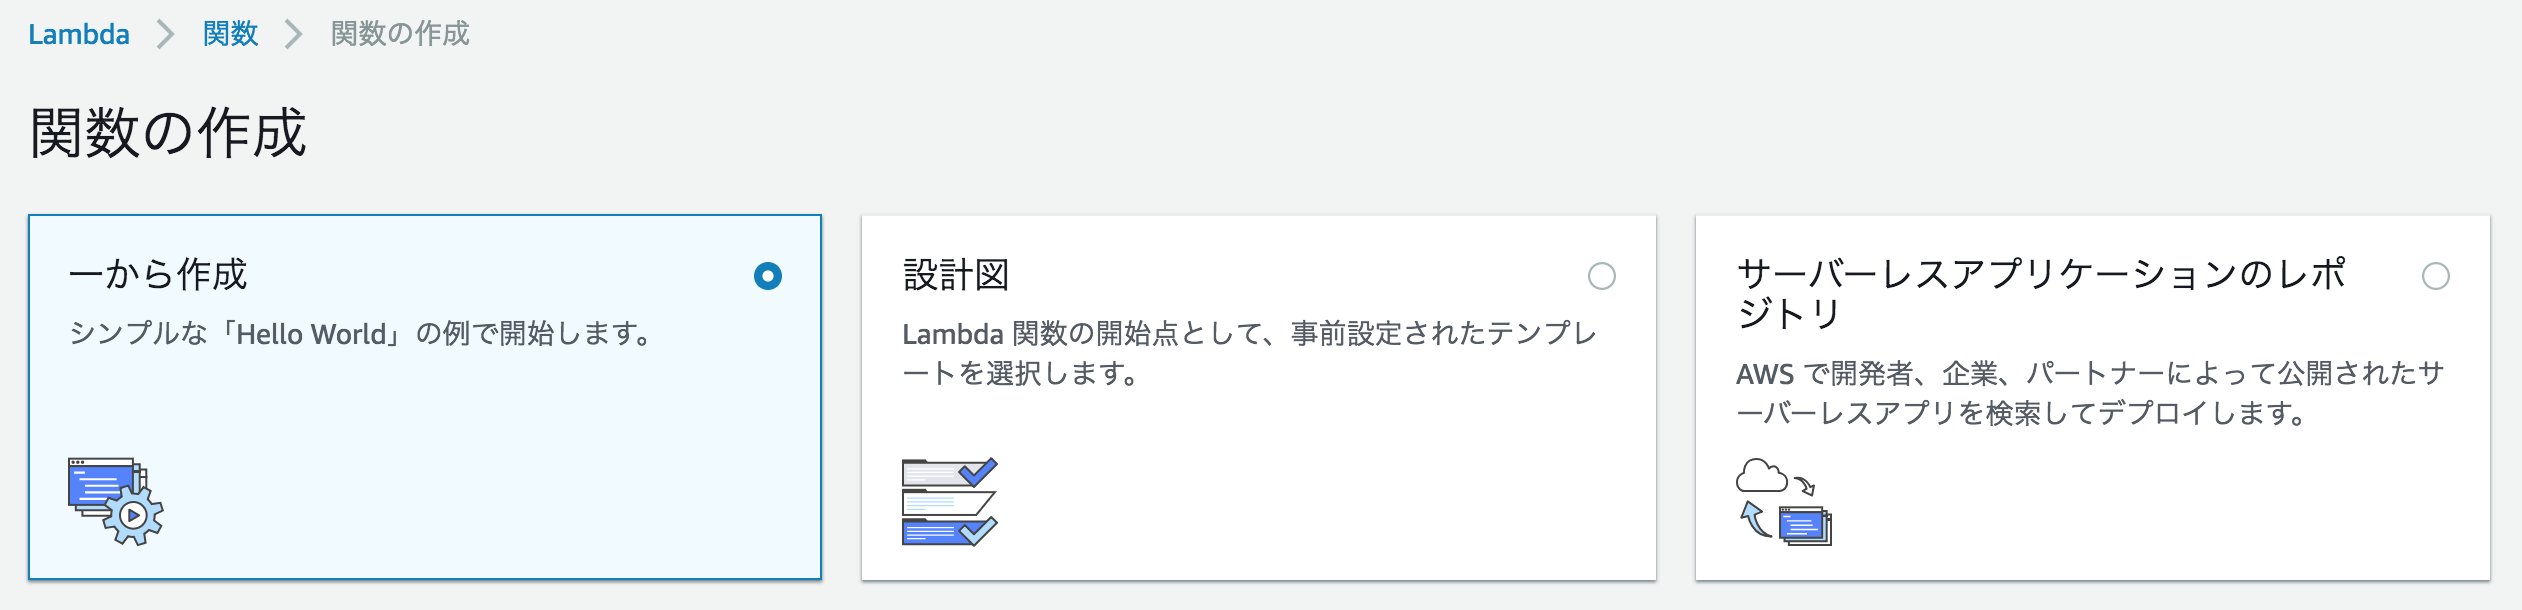 Lambda > 関数 > 関数の作成
関数の作成
一から作成
シンプルな「Hello World」の例で開始します。
設計図
Lambda 関数の開始点として、事前設定されたテンプレ
ートを選択します。
サーバーレスアプリケーションのレポ
ジトリ
AWS で開発者、企業、パートナーによって公開されたサ
ーバーレスアプリを検索してデプロイします。